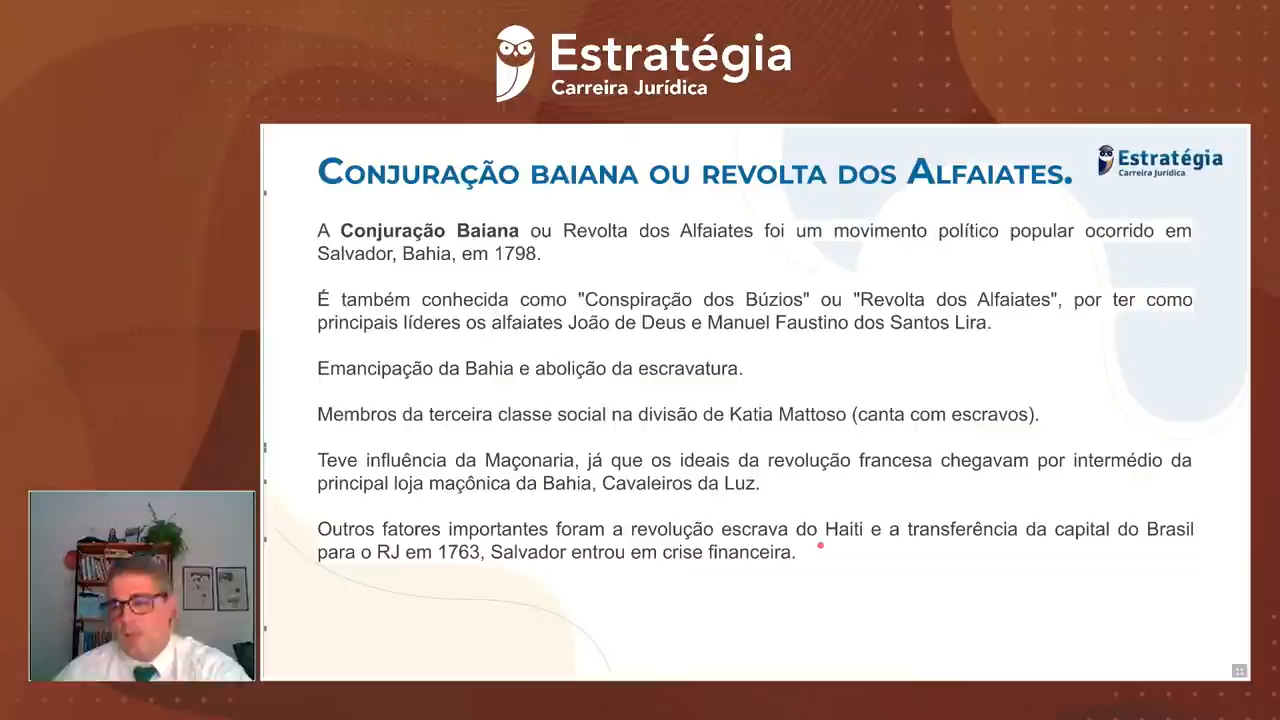 Estratégia
Carreira Jurídica
Conjuração baiana ou revolta dos Alfaiates.
Estratégia
Carreira Jurídica
A Conjuração Baiana ou Revolta dos Alfaiates foi um movimento político popular ocorrido em
Salvador, Bahia, em 1798.
É também conhecida como "Conspiração dos Búzios" ou "Revolta dos Alfaiates", por ter como
principais líderes os alfaiates João de Deus e Manuel Faustino dos Santos Lira.
Emancipação da Bahia e abolição da escravatura.
Membros da terceira classe social na divisão de Katia Mattoso (canta com escravos).
Teve influência da Maçonaria, já que os ideais da revolução francesa chegavam por intermédio da
principal loja maçônica da Bahia, Cavaleiros da Luz.
Outros fatores importantes foram a revolução escrava do Haiti e a transferência da capital do Brasil
para o RJ em 1763, Salvador entrou em crise financeira.